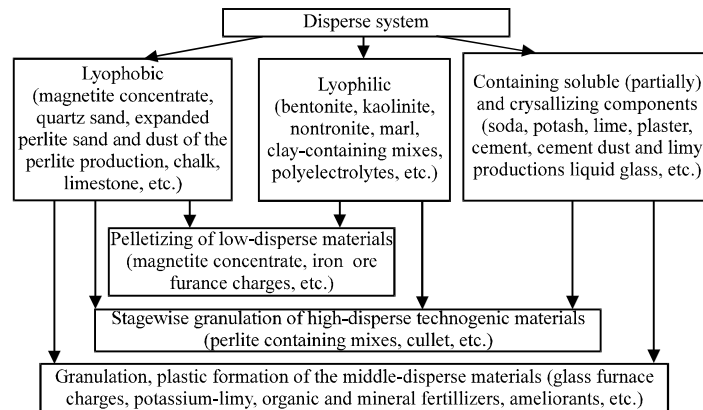 Disperse system
Lyophobic
(magnetite concentrate,
quartz sand, expanded
perlite sand and dust of the
perlite production, chalk,
limestone, etc.)
Lyophilic
(bentonite, kaolinite,
nontronite, marl,
clay-containing mixes,
polyelectrolytes, etc.)
Containing soluble (partially)
and crysallizing components
(soda, potash, lime, plaster,
cement, cement dust and limy
productions liquid glass, etc.)
Pelletizing of low-disperse materials
(magnetite concentrate, iron ore
furance charges, etc.)
Stagewise granulation of high-disperse technogenic materials
(perlite containing mixes, cullet, etc.)
Granulation, plastic formation of the middle-disperse materials (glass furnace
charges, potassium-limy, organic and mineral fertillizers, ameliorants, etc.)